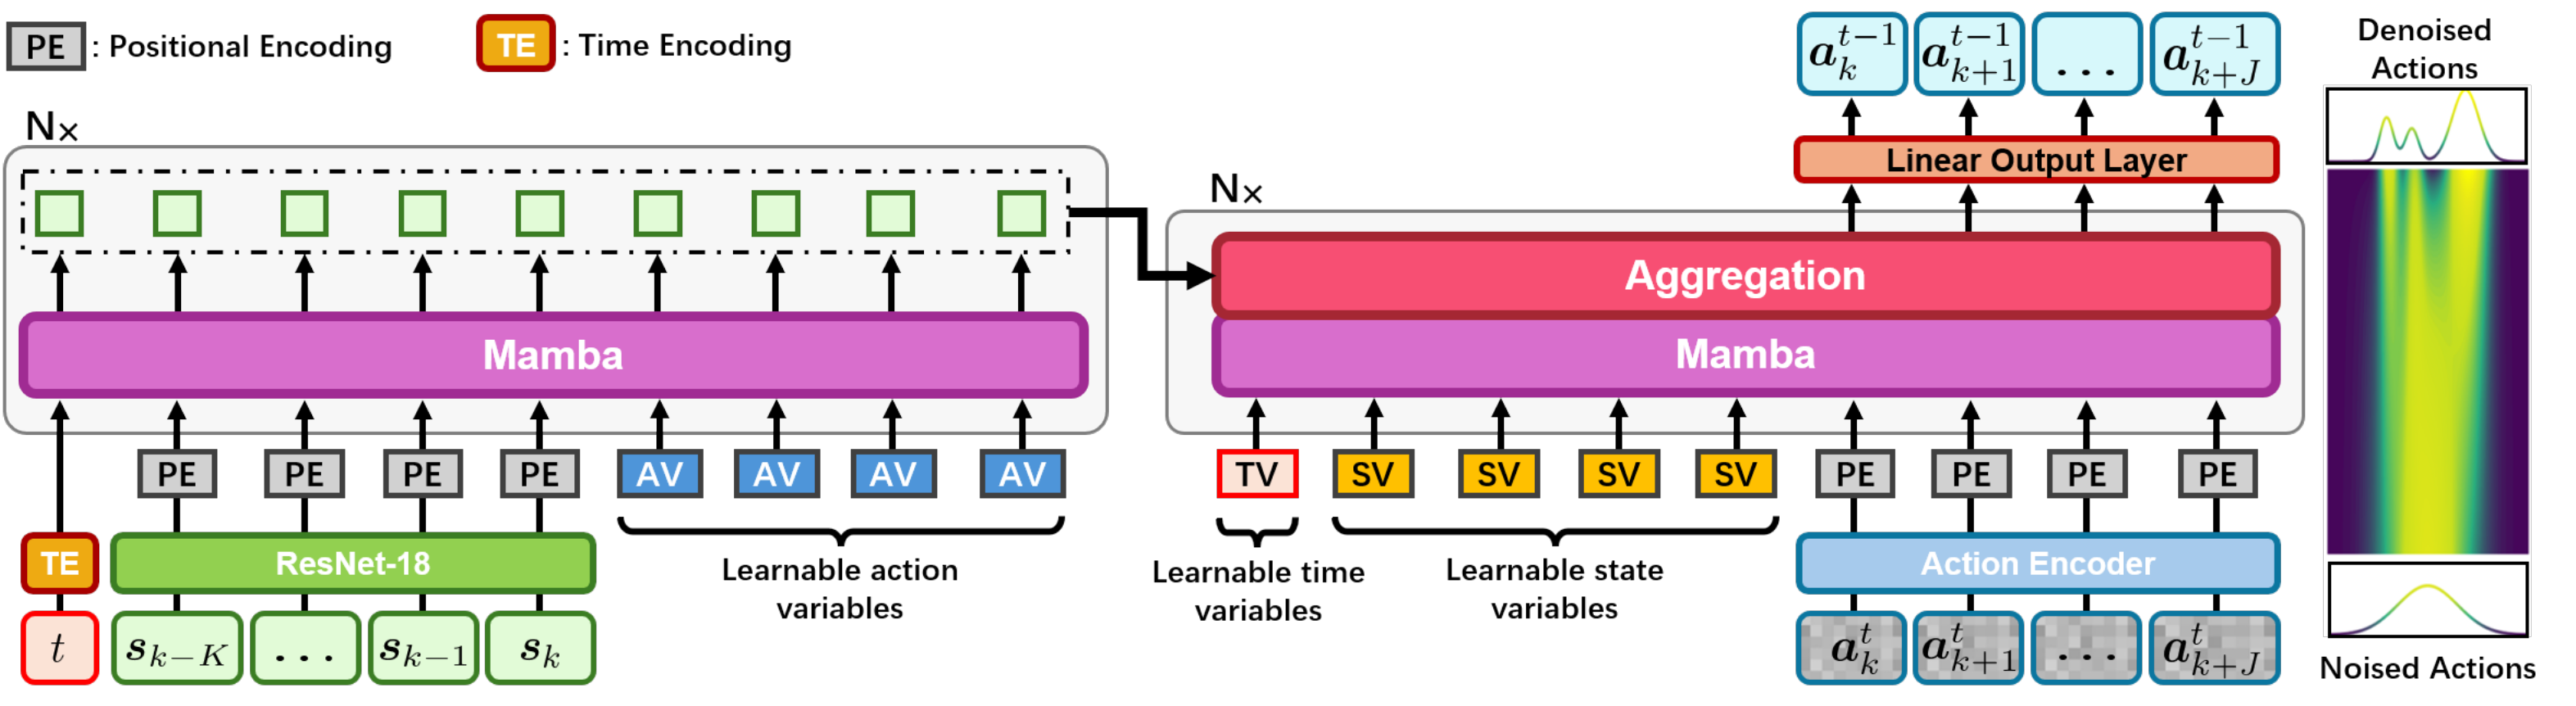 PE : Positional Encoding
TE : Time Encoding
N×
Mamba
PE PE PE PE AV AV AV AV
TE ResNet-18
Learnable action
variables
t s_{k-K} ... s_{k-1} s_k
N×
a_k^{t-1} a_{k+1}^{t-1} ... a_{k+J}^{t-1}
Linear Output Layer
Aggregation
Mamba
TV SV SV SV SV PE PE PE PE
Learnable time
variables
Learnable state
variables
Action Encoder
a_k^t a_{k+1}^t ... a_{k+J}^t
Denoised
Actions
Noised Actions